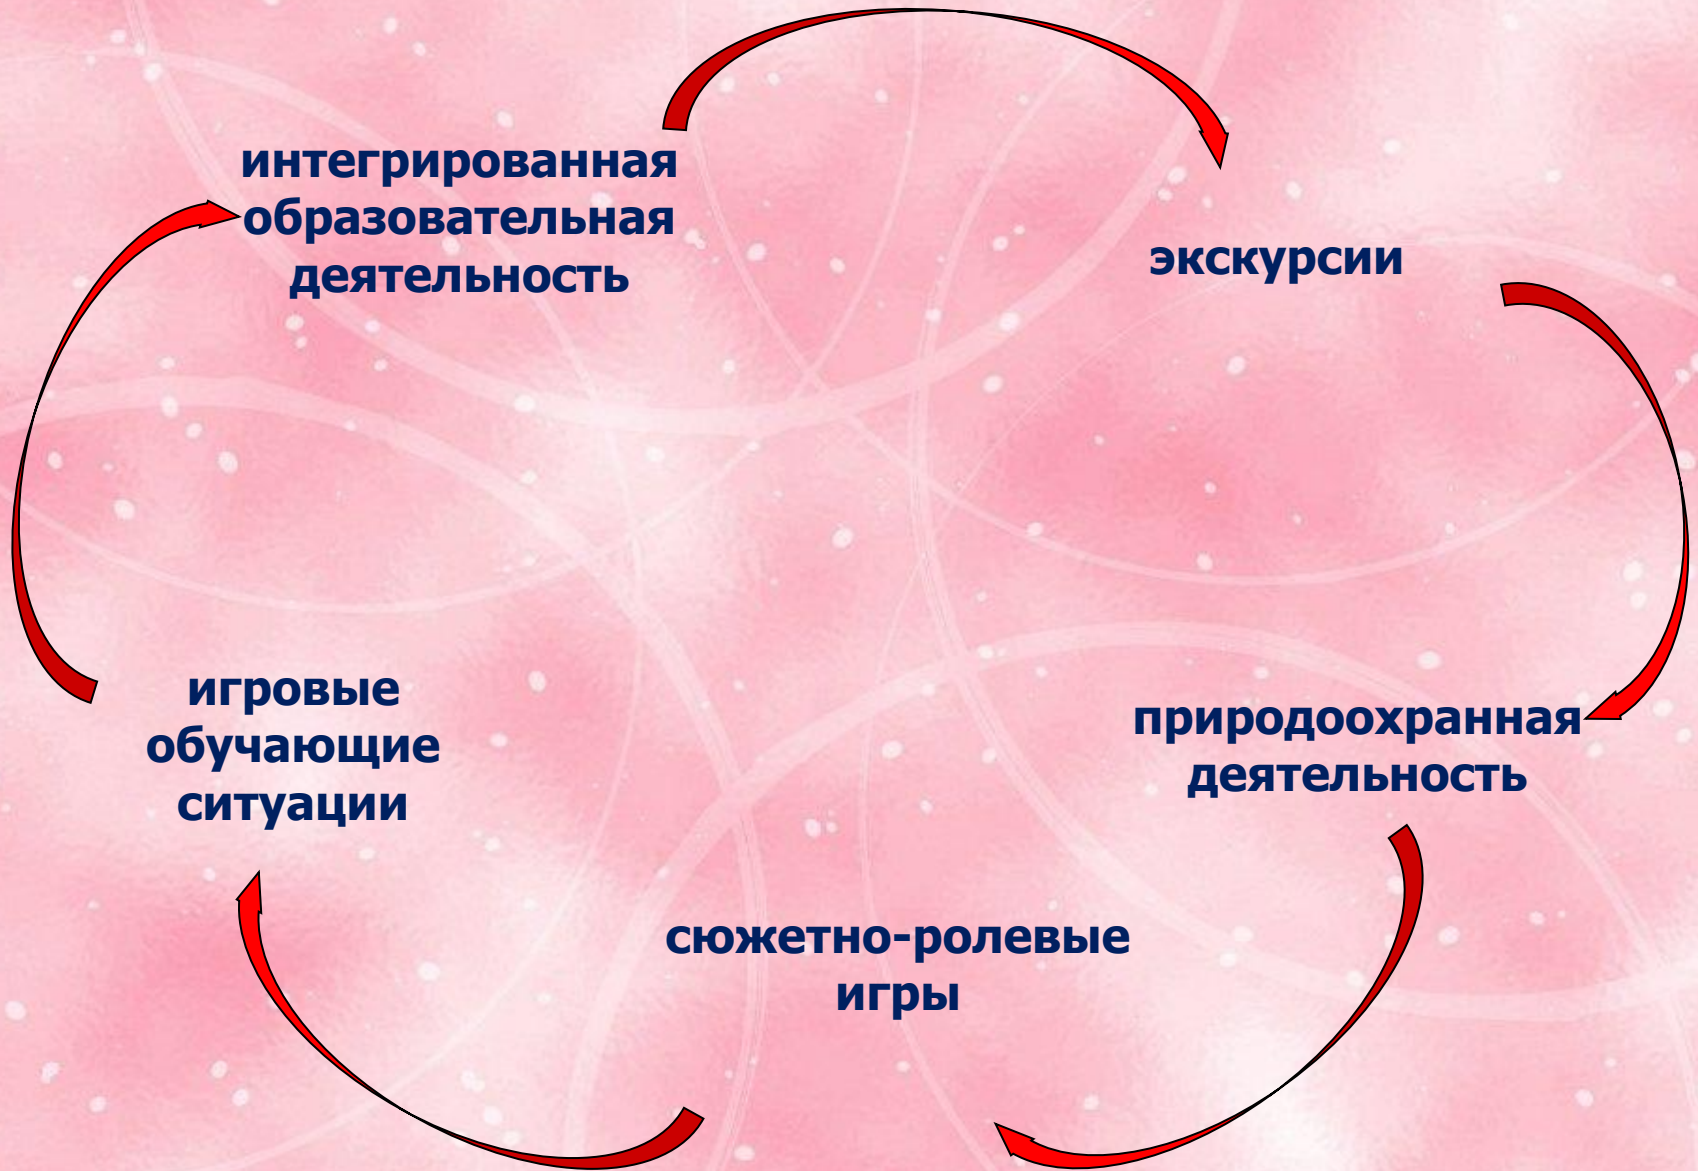 интегрированная
образовательная
деятельность
экскурсии
природоохранная
деятельность
сюжетно-ролевые
игры
игровые
обучающие
ситуации